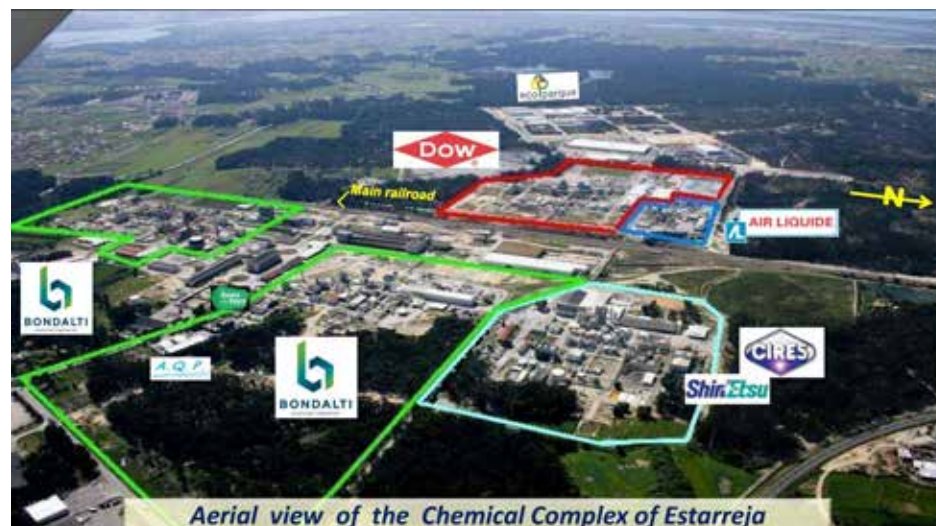 ecoparque
Dow
Main railroad
N
AIR LIQUIDE
BONDALTI
A.Q.P.
BONDALTI
CIRES
ShinEtsu
Aerial view of the Chemical Complex of Estarreja